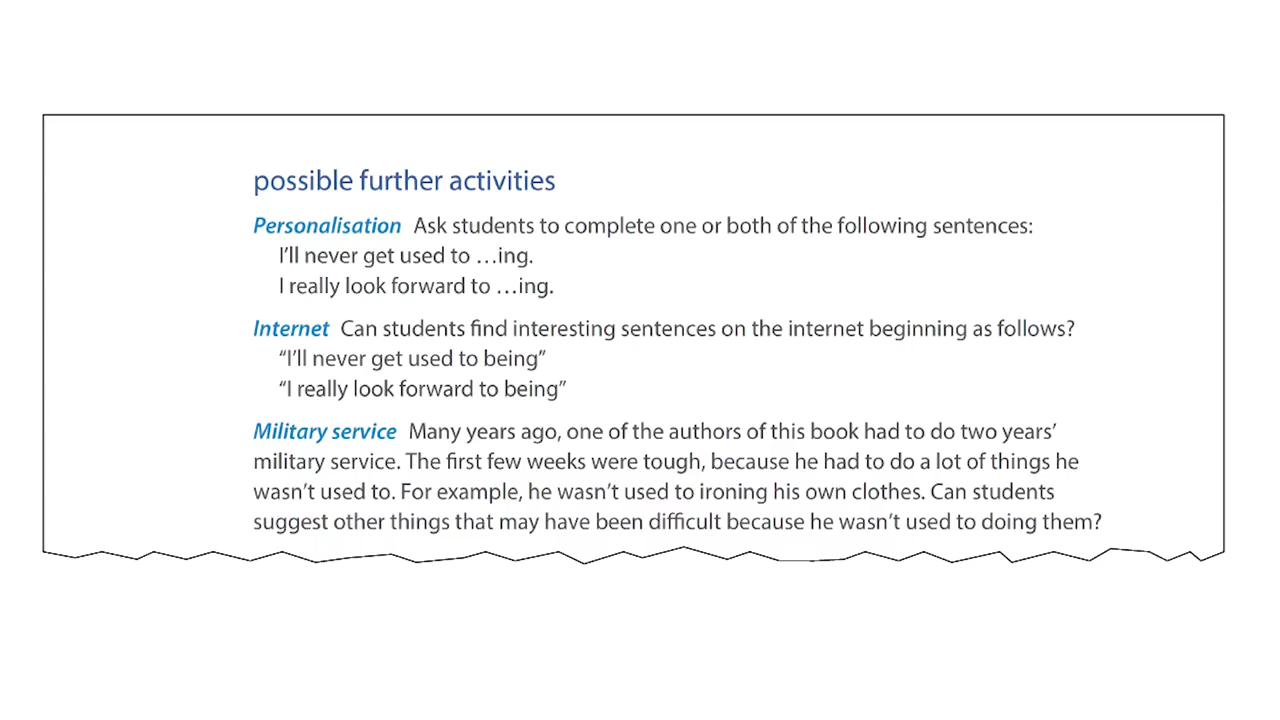 possible further activities
Personalisation Ask students to complete one or both of the following sentences:
I’ll never get used to …ing.
I really look forward to …ing.
Internet Can students find interesting sentences on the internet beginning as follows?
“I’ll never get used to being”
“I really look forward to being”
Military service Many years ago, one of the authors of this book had to do two years’
military service. The first few weeks were tough, because he had to do a lot of things he
wasn’t used to. For example, he wasn’t used to ironing his own clothes. Can students
suggest other things that may have been difficult because he wasn’t used to doing them?